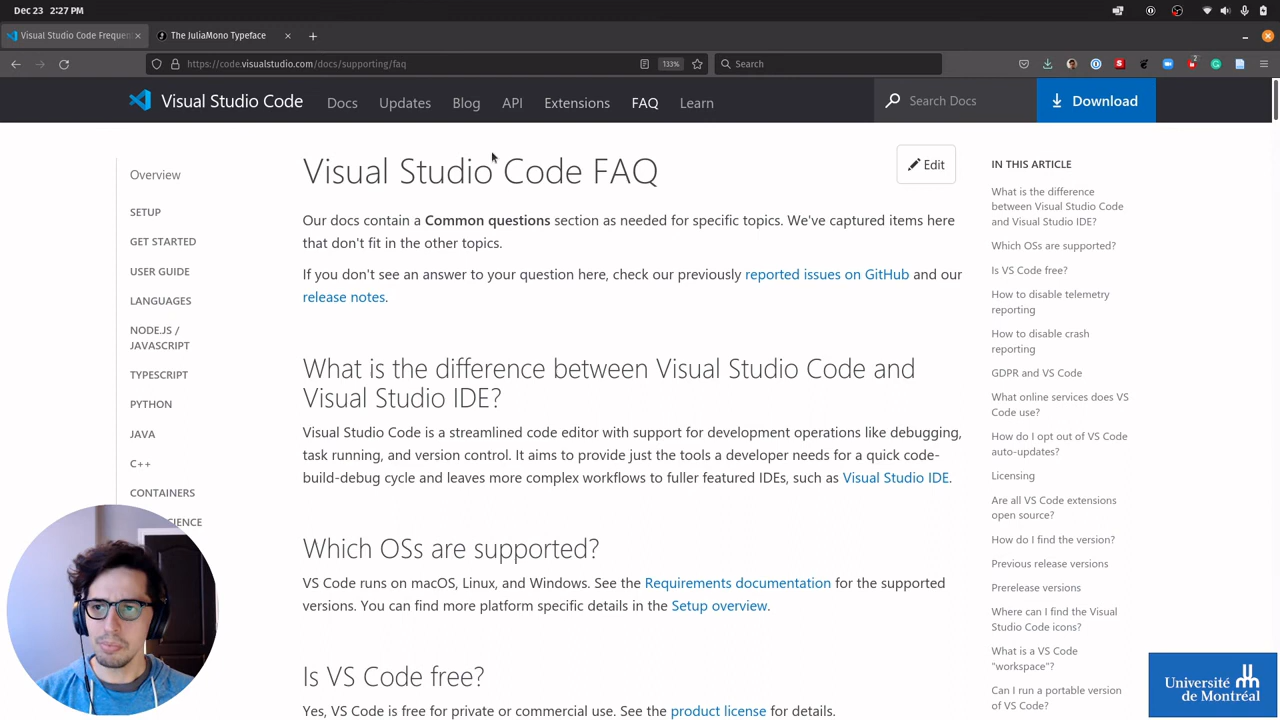 Dec 23 2:27 PM
Visual Studio Code Frequen
The JuliaMono Typeface
https://code.visualstudio.com/docs/supporting/faq
133%
Search
Visual Studio Code
Docs
Updates
Blog
API
Extensions
FAQ
Learn
Search Docs
Download
Overview
SETUP
GET STARTED
USER GUIDE
LANGUAGES
NODE.JS /
JAVASCRIPT
TYPESCRIPT
PYTHON
JAVA
C++
CONTAINERS
SCIENCE
Visual Studio Code FAQ
Edit
Our docs contain a Common questions section as needed for specific topics. We've captured items here
that don't fit in the other topics.
If you don't see an answer to your question here, check our previously reported issues on GitHub and our
release notes.
What is the difference between Visual Studio Code and
Visual Studio IDE?
Visual Studio Code is a streamlined code editor with support for development operations like debugging,
task running, and version control. It aims to provide just the tools a developer needs for a quick code-
build-debug cycle and leaves more complex workflows to fuller featured IDEs, such as Visual Studio IDE.
Which OSs are supported?
VS Code runs on macOS, Linux, and Windows. See the Requirements documentation for the supported
versions. You can find more platform specific details in the Setup overview.
Is VS Code free?
Yes, VS Code is free for private or commercial use. See the product license for details.
IN THIS ARTICLE
What is the difference
between Visual Studio Code
and Visual Studio IDE?
Which OSs are supported?
Is VS Code free?
How to disable telemetry
reporting
How to disable crash
reporting
GDPR and VS Code
What online services does VS
Code use?
How do I opt out of VS Code
auto-updates?
Licensing
Are all VS Code extensions
open source?
How do I find the version?
Previous release versions
Prerelease versions
Where can I find the Visual
Studio Code icons?
What is a VS Code
"workspace"?
Can I run a portable version
of VS Code?
Université
de Montréal